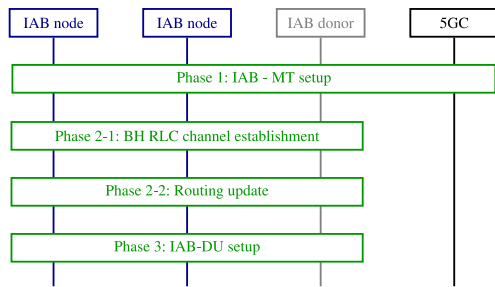 IAB node
IAB node
IAB donor
5GC
Phase 1: IAB - MT setup
Phase 2-1: BH RLC channel establishment
Phase 2-2: Routing update
Phase 3: IAB-DU setup